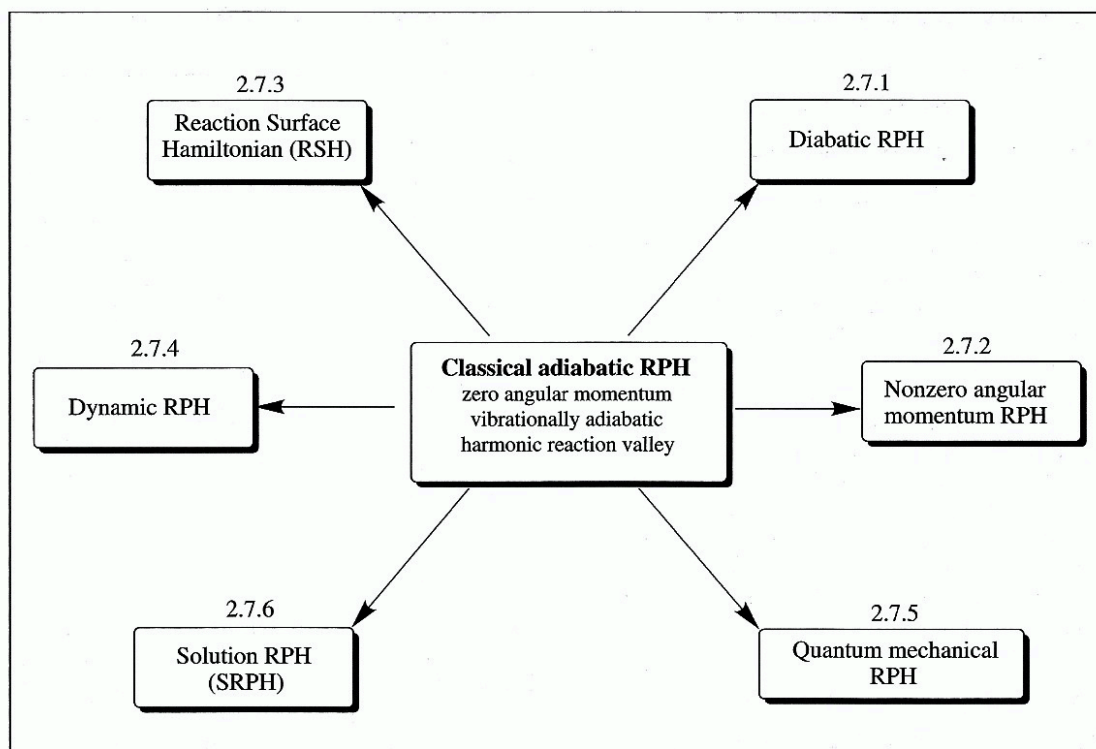 2.7.3
Reaction Surface
Hamiltonian (RSH)
2.7.1
Diabatic RPH
2.7.4
Dynamic RPH
Classical adiabatic RPH
zero angular momentum
vibrationally adiabatic
harmonic reaction valley
2.7.2
Nonzero angular
momentum RPH
2.7.6
Solution RPH
(SRPH)
2.7.5
Quantum mechanical
RPH